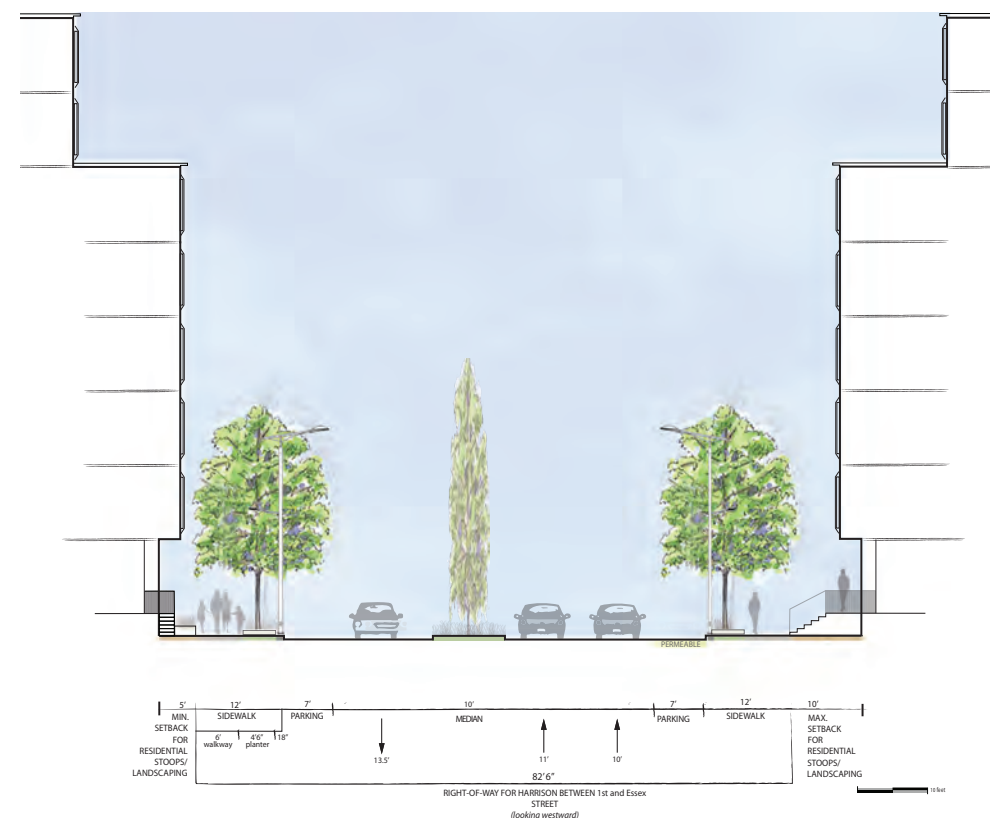 PERMEABLE
5' 12' 7' 10' 7' 12' 10'
MIN.
SETBACK
FOR
RESIDENTIAL
STOOPS/
LANDSCAPING
SIDEWALK
PARKING
MEDIAN
PARKING
SIDEWALK
MAX.
SETBACK
FOR
RESIDENTIAL
STOOPS/
LANDSCAPING
6'
walkway
4'6"
planter
18"
13.5'
11'
10'
82'6"
RIGHT-OF-WAY FOR HARRISON BETWEEN 1st and Essex
STREET
(looking westward)
10 feet